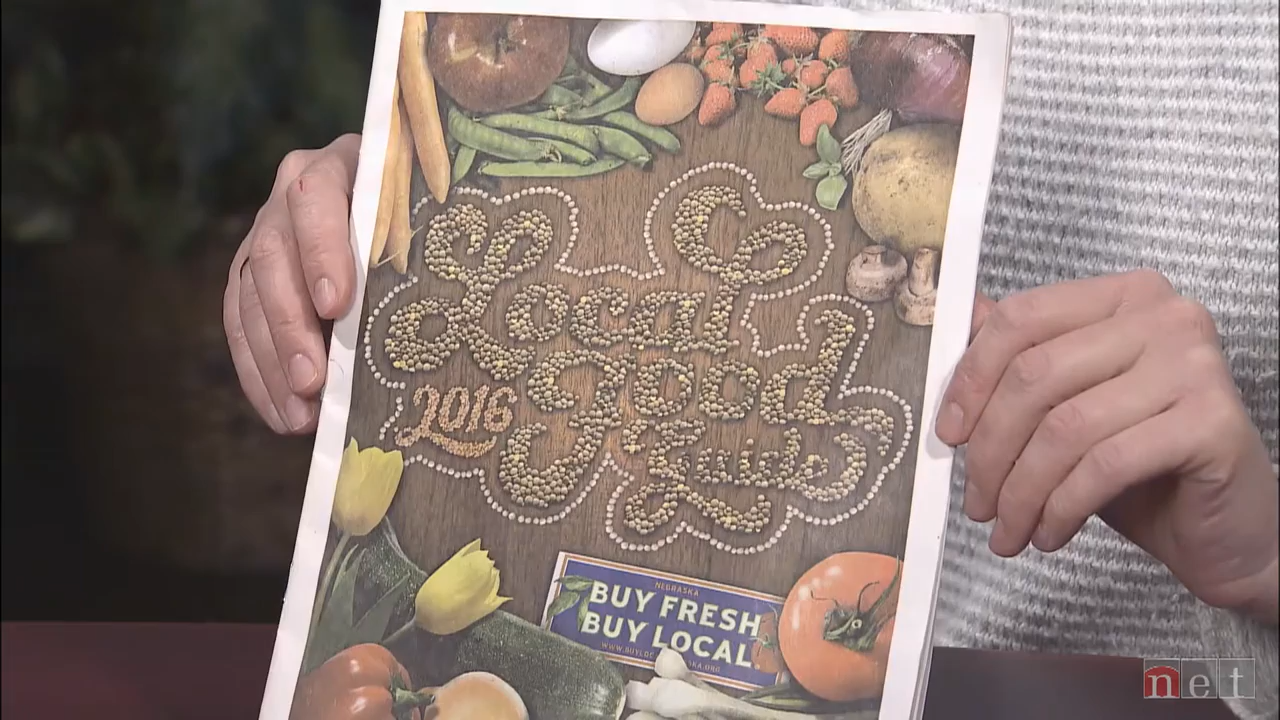 Local
Food
2016
Guide
NEBRASKA
BUY FRESH
BUY LOCAL
net